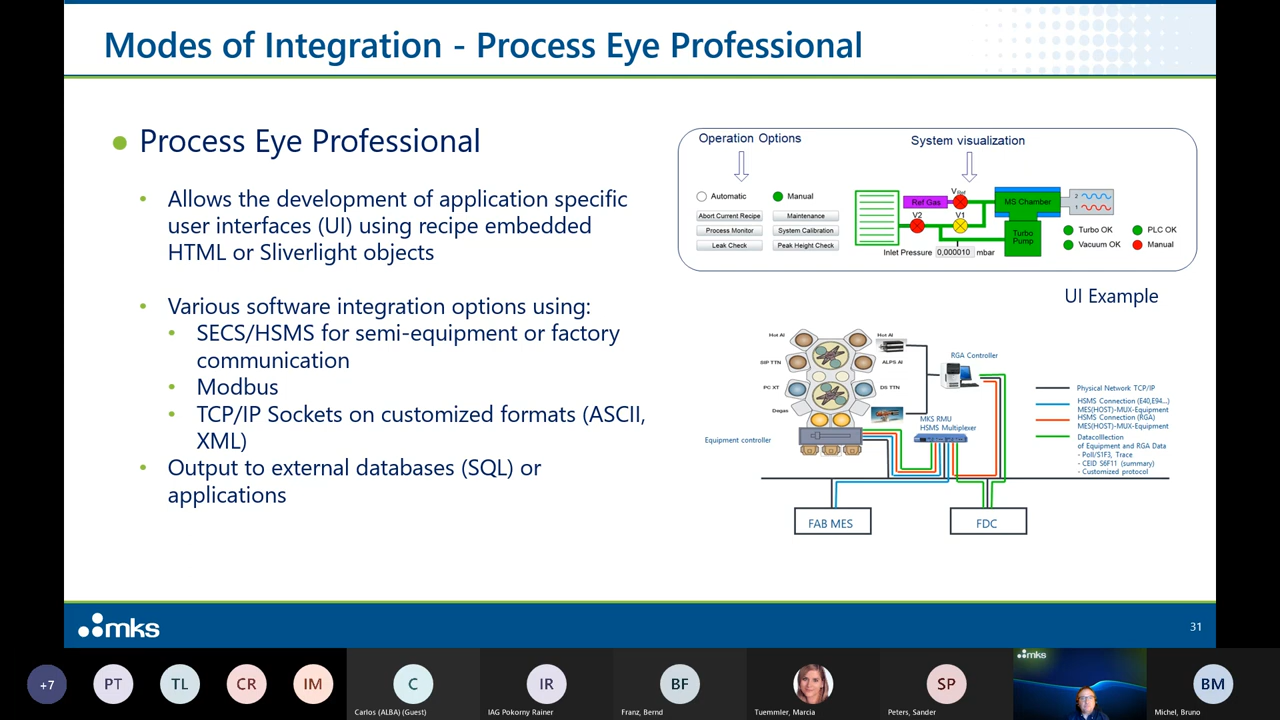 Modes of Integration - Process Eye Professional
Process Eye Professional
Allows the development of application specific
user interfaces (UI) using recipe embedded
HTML or Sliverlight objects
Various software integration options using:
SECS/HSMS for semi-equipment or factory
communication
Modbus
TCP/IP Sockets on customized formats (ASCII,
XML)
Output to external databases (SQL) or
applications
Operation Options
System visualization
Automatic
Manual
Abort Current Recipe
Maintenance
Process Monitor
System Calibration
Leak Check
Peak Height Check
Ref Gas
VRef
MS Chamber
2
1
V2
V1
Turbo
Pump
Inlet Pressure 0,000010 mbar
Turbo OK
PLC OK
Vacuum OK
Manual
UI Example
Hot Al
Hot Al
SIP TTN
ALPS Al
PC XT
DS TTN
Degas
RGA Controller
MKS RMU
HSMS Multiplexer
Equipment controller
Physical Network TCP/IP
HSMS Connection (E40,E94...)
MES(HOST)-MUX-Equipment
HSMS Connection (RGA)
MES(HOST)-MUX-Equipment
Datacolllection
of Equipment and RGA Data
- Poll/S1F3, Trace
- CEID S6F11 (summary)
- Customized protocol
FAB MES
FDC
mks
31
+7
PT
TL
CR
IM
C
Carlos (ALBA) (Guest)
IR
IAG Pokorny Rainer
BF
Franz, Bernd
Tuemmler, Marcia
SP
Peters, Sander
mks
BM
Michel, Bruno